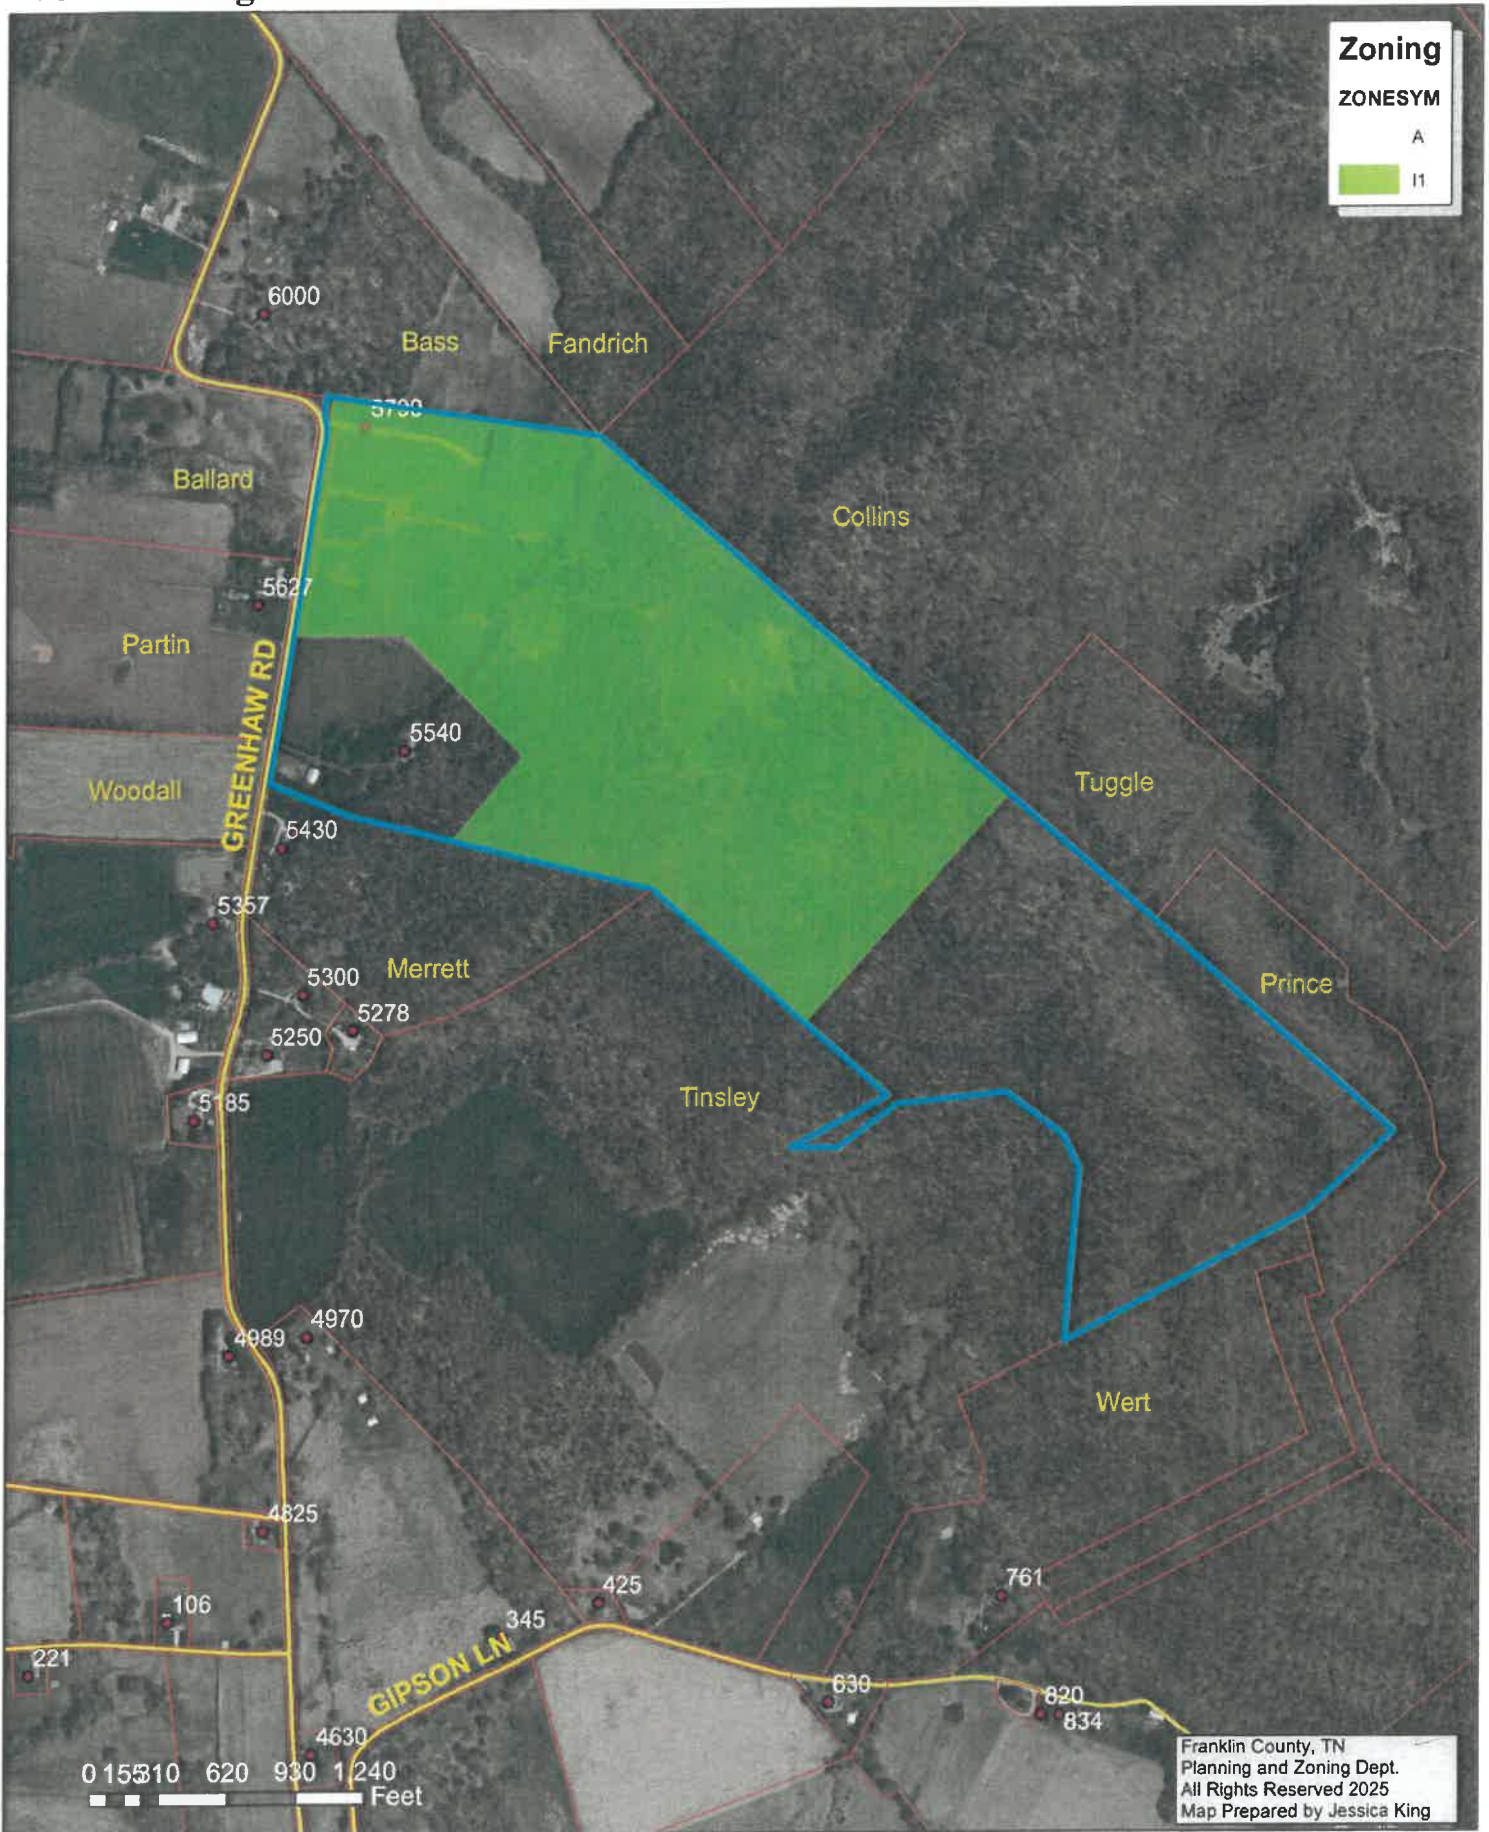 Zoning
ZONESYM
A
I1
6000
Bass
Fandrich
Ballard
Collins
5627
Partin
GREENHAW RD
5540
Woodall
Tuggle
5430
5357
Merrett
5300
Prince
5278
5250
5185
Tinsley
4970
4989
Wert
4825
425
761
106
345
221
GIPSON LN
630
820
834
4630
0 155 310 620 930 1,240
Feet
Franklin County, TN
Planning and Zoning Dept.
All Rights Reserved 2025
Map Prepared by Jessica King